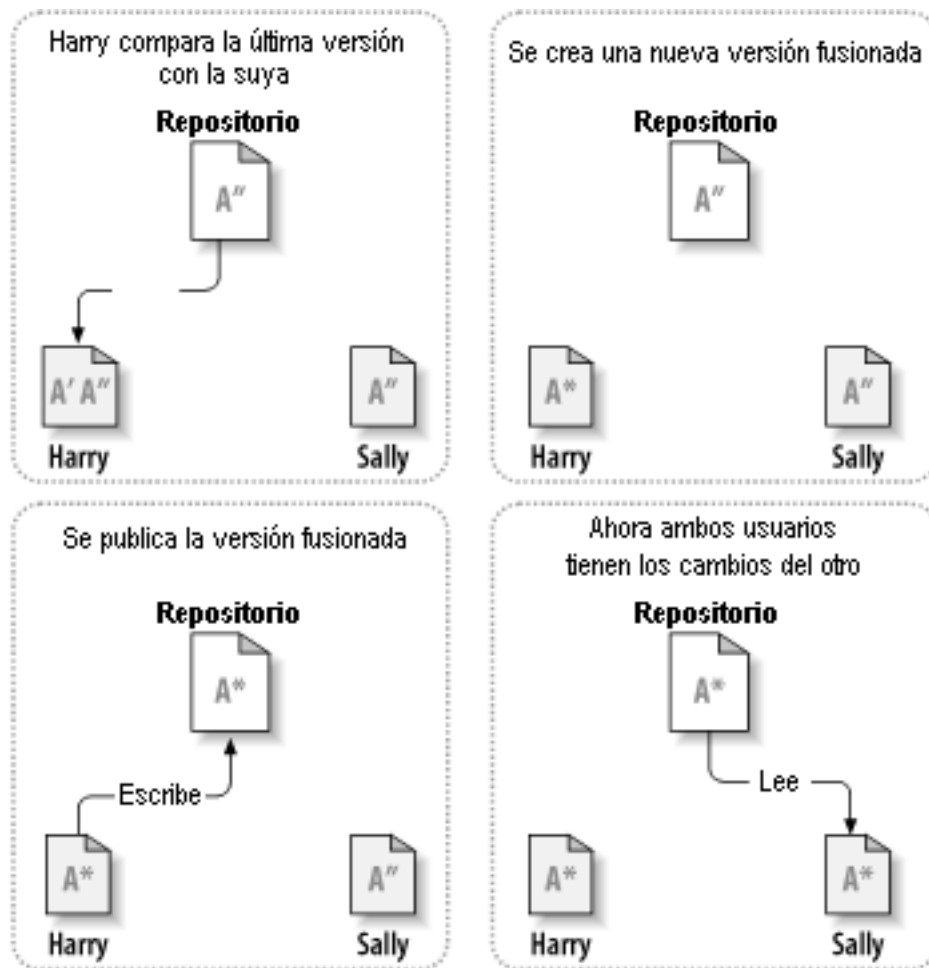 Harry compara la última versión
con la suya
Repositorio
A"
A' A"
A"
Harry
Sally
Se crea una nueva versión fusionada
Repositorio
A"
A*
A"
Harry
Sally
Se publica la versión fusionada
Repositorio
A*
Escribe
A*
A"
Harry
Sally
Ahora ambos usuarios
tienen los cambios del otro
Repositorio
A*
Lee
A*
A*
Harry
Sally